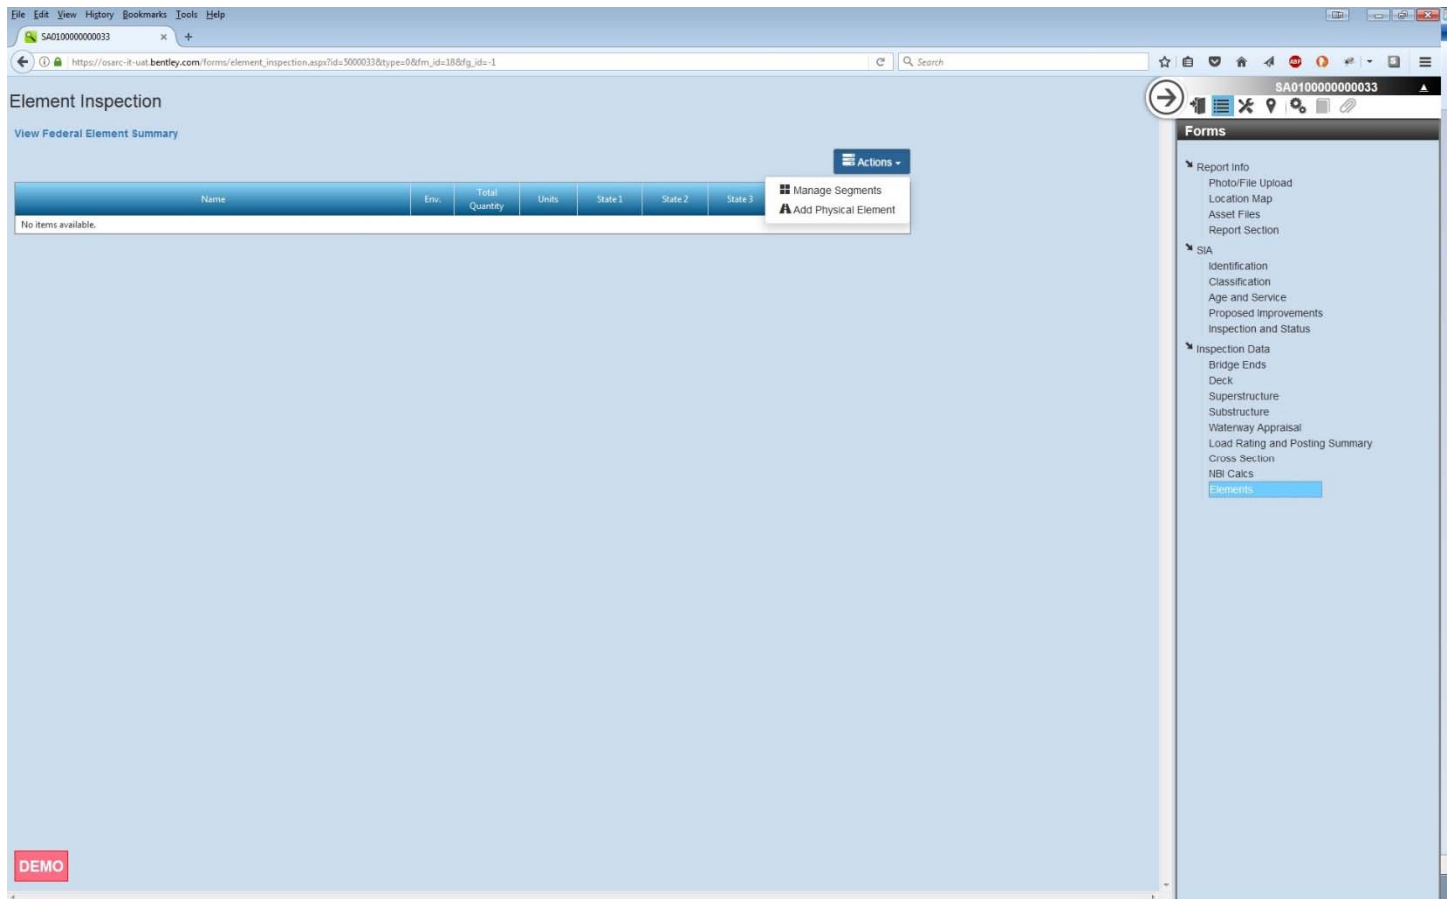 File Edit View History Bookmarks Tools Help
SA0100000000033
https://osarc-it-uat.bentley.com/forms/element_inspection.aspx?id=5000033&type=0&fm_id=18&fg_id=-1
Search
Element Inspection
View Federal Element Summary
Actions
Manage Segments
Add Physical Element
Name Env. Total Quantity Units State 1 State 2 State 3
No items available.
DEMO
SA0100000000033
Forms
Report Info
Photo/File Upload
Location Map
Asset Files
Report Section
SIA
Identification
Classification
Age and Service
Proposed Improvements
Inspection and Status
Inspection Data
Bridge Ends
Deck
Superstructure
Substructure
Waterway Appraisal
Load Rating and Posting Summary
Cross Section
NBI Calcs
Elements